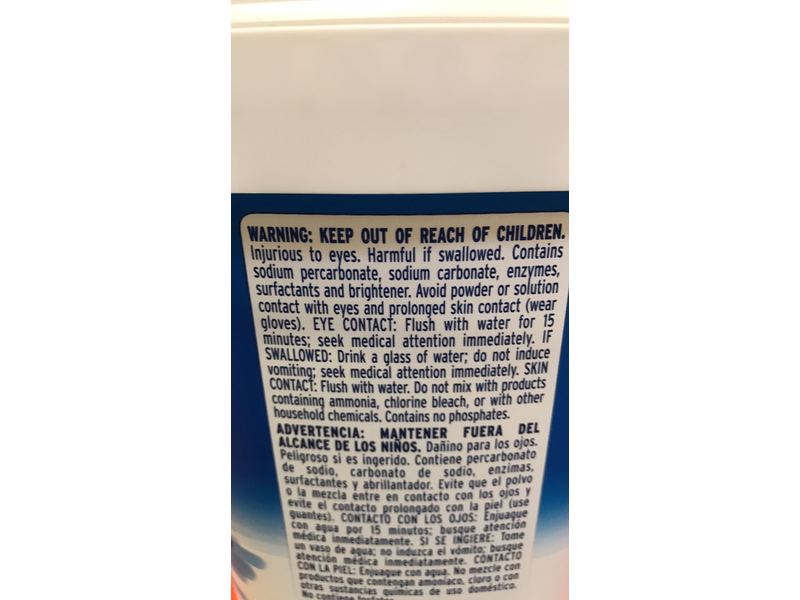 WARNING: KEEP OUT OF REACH OF CHILDREN.
Injurious to eyes. Harmful if swallowed. Contains
sodium percarbonate, sodium carbonate, enzymes,
surfactants and brightener. Avoid powder or solution
contact with eyes and prolonged skin contact (wear
gloves). EYE CONTACT: Flush with water for 15
minutes; seek medical attention immediately. IF
SWALLOWED: Drink a glass of water; do not induce
vomiting; seek medical attention immediately. SKIN
CONTACT: Flush with water. Do not mix with products
containing ammonia, chlorine bleach, or with other
household chemicals. Contains no phosphates.
ADVERTENCIA: MANTENER FUERA DEL
ALCANCE DE LOS NIÑOS. Dañino para los ojos.
Peligroso si es ingerido. Contiene percarbonato
de sodio, carbonato de sodio, enzimas,
surfactantes y abrillantador. Evite que el polvo
o la mezcla entre en contacto con los ojos y
evite el contacto prolongado con la piel (use
guantes). CONTACTO CON LOS OJOS: Enjuague
con agua por 15 minutos; busque atención
médica inmediatamente. SI SE INGIERE: Tome
un vaso de agua; no induzca el vómito; busque
atención médica inmediatamente. CONTACTO
CON LA PIEL: Enjuague con agua. No mezcle con
productos que contengan amoníaco, cloro o con
otras sustancias químicas de uso doméstico.
No contiene fosfatos.